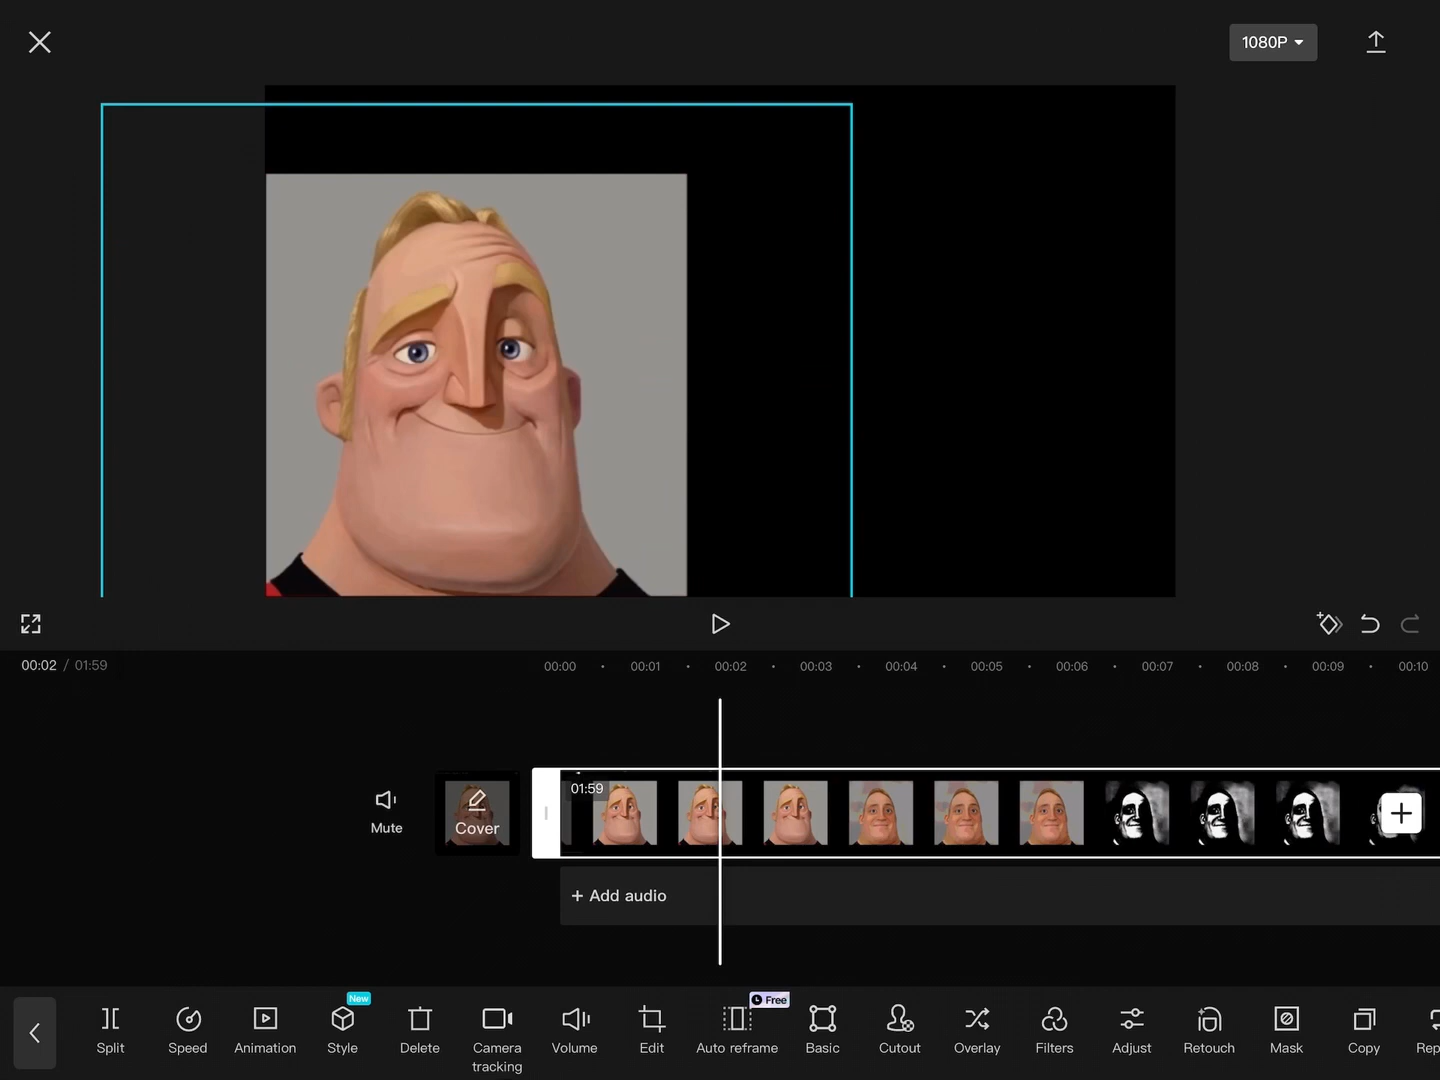 1080P
00:02 / 01:59
00:00
00:01
00:02
00:03
00:04
00:05
00:06
00:07
00:08
00:09
00:10
01:59
Mute
Cover
+ Add audio
New
Free
Split
Speed
Animation
Style
Delete
Camera
tracking
Volume
Edit
Auto reframe
Basic
Cutout
Overlay
Filters
Adjust
Retouch
Mask
Copy
Rep